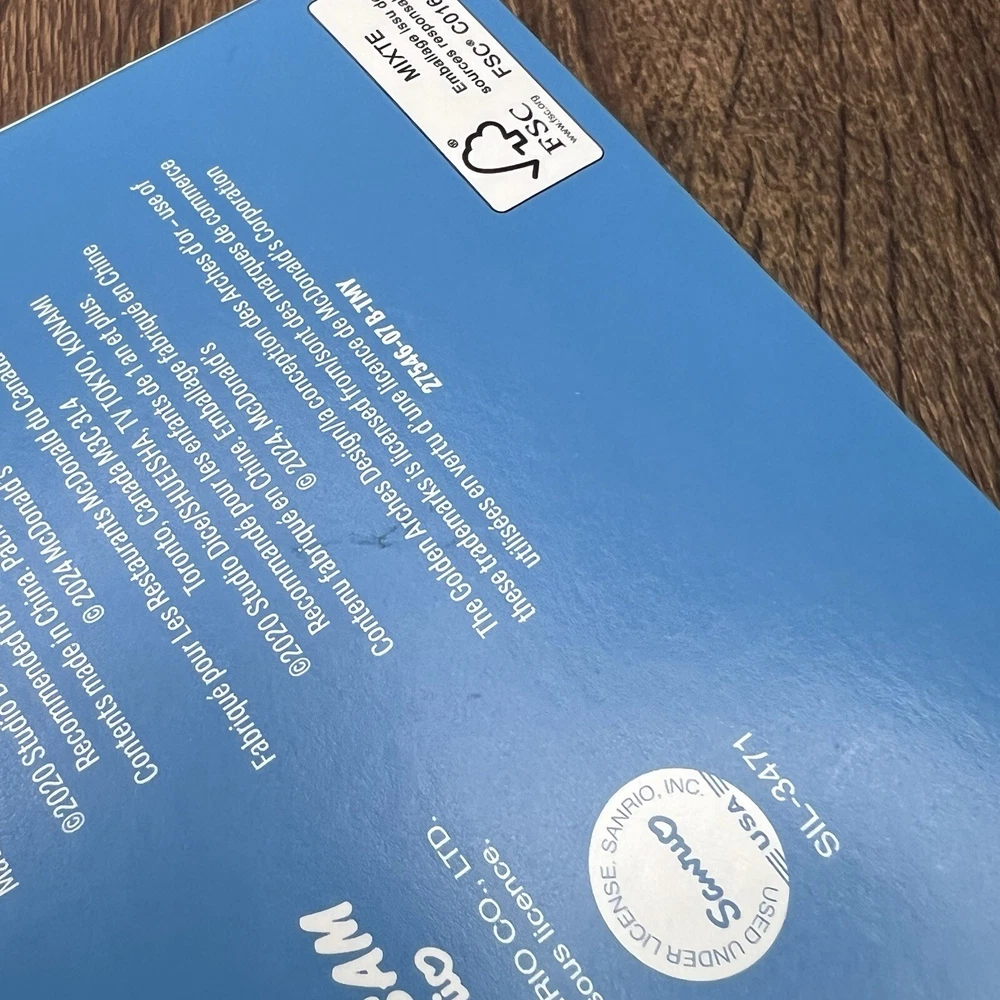 MIXTE
Emballage issu de
sources responsa
FSC® C016
®
FSC
www.fsc.org
©2020 Studio
Recommended for
Contents made in China
© 2024 McDonald's
Fabriqué pour Les Restaurants McDonald du Canada
Toronto, Canada M3C 3L4
©2020 Studio Dice/SHUEISHA, TV TOKYO, KONAMI
Recommandé pour les enfants de 1 an et plus.
Contenu fabriqué en Chine. Emballage fabriqué en Chine
© 2024, McDonald's
The Golden Arches Design/la conception des Arches d'or – use of
these trademarks is licensed from/sont des marques de commerce
utilisées en vertu d'une licence de McDonald's Corporation
27546-07 B-TMY
RIO CO., LTD.
sous licence.
USED UNDER LICENSE, SANRIO, INC.
Sanrio
USA
SIL-3471